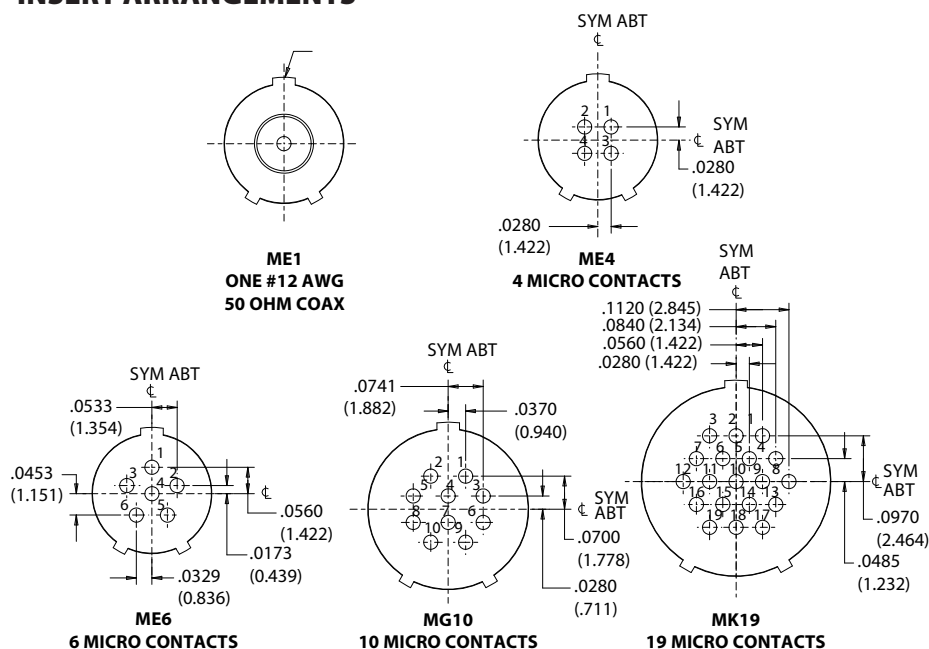 INSERT ARRANGEMENTS
SYM ABT
℄
2 1
4 3
SYM
℄ ABT
.0280
(1.422)
.0280
(1.422)
ME1
ONE #12 AWG
50 OHM COAX
ME4
4 MICRO CONTACTS
SYM ABT
℄
.0533
(1.354)
1
3 4 2
6 5
.0453
(1.151)
℄
.0560
(1.422)
.0173
(0.439)
.0329
(0.836)
ME6
6 MICRO CONTACTS
SYM ABT
℄
.0741
(1.882)
.0370
(0.940)
2 1
5 4 3
8 7 6
10 9
SYM
℄ ABT
.0700
(1.778)
.0280
(.711)
MG10
10 MICRO CONTACTS
SYM
ABT
℄
.1120 (2.845)
.0840 (2.134)
.0560 (1.422)
.0280 (1.422)
3 2 1
7 6 5 4
12 11 10 9 8
16 15 14 13
19 18 17
℄ SYM
ABT
.0970
(2.464)
.0485
(1.232)
MK19
19 MICRO CONTACTS